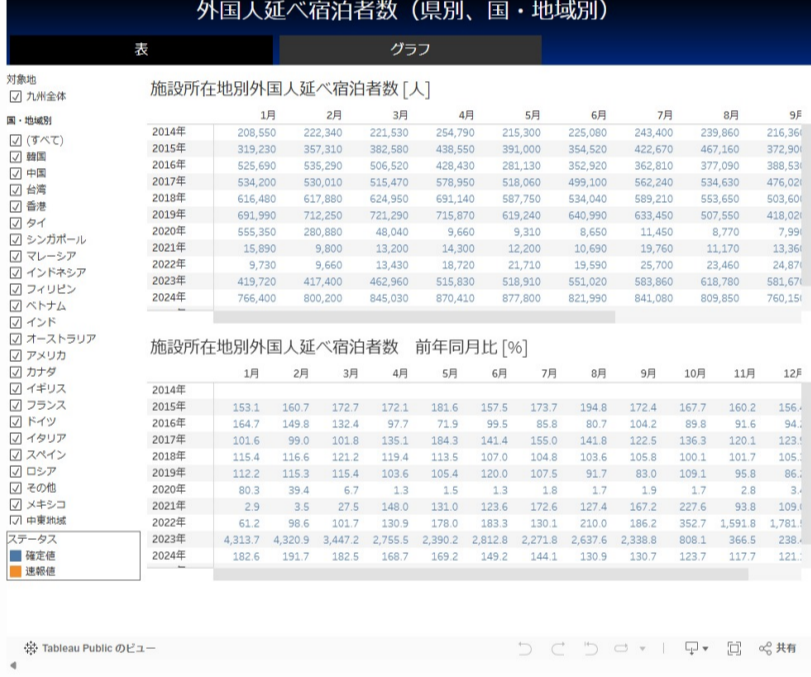 外国人延べ宿泊者数（県別、国・地域別）
表 グラフ
対象地
九州全体
国・地域別
(すべて)
韓国
中国
台湾
香港
タイ
シンガポール
マレーシア
インドネシア
フィリピン
ベトナム
インド
オーストラリア
アメリカ
カナダ
イギリス
フランス
ドイツ
イタリア
スペイン
ロシア
その他
メキシコ
中東地域
ステータス
確定値
速報値
施設所在地別外国人延べ宿泊者数 [人]
1月 2月 3月 4月 5月 6月 7月 8月 9月
2014年 208,550 222,340 221,530 254,790 215,300 225,080 243,400 239,860 216,360
2015年 319,230 357,310 382,580 438,550 391,000 354,520 422,670 467,160 372,900
2016年 525,690 535,290 506,520 428,430 281,130 352,920 362,810 377,090 388,530
2017年 534,200 530,010 515,470 578,950 518,060 499,100 562,240 534,630 476,020
2018年 616,480 617,880 624,950 691,140 587,750 534,040 589,210 553,650 503,600
2019年 691,990 712,250 721,290 715,870 619,240 640,990 633,450 507,550 418,020
2020年 555,350 280,880 48,040 9,660 9,310 8,650 11,450 8,770 7,990
2021年 15,890 9,800 13,200 14,300 12,200 10,690 19,760 11,170 13,360
2022年 9,730 9,660 13,430 18,720 21,710 19,590 25,700 23,460 24,870
2023年 419,720 417,400 462,960 515,830 518,910 551,020 583,860 618,780 581,670
2024年 766,400 800,200 845,030 870,410 877,800 821,990 841,080 809,850 760,150
施設所在地別外国人延べ宿泊者数 前年同月比 [%]
1月 2月 3月 4月 5月 6月 7月 8月 9月 10月 11月 12月
2014年
2015年 153.1 160.7 172.7 172.1 181.6 157.5 173.7 194.8 172.4 167.7 160.2 156.
2016年 164.7 149.8 132.4 97.7 71.9 99.5 85.8 80.7 104.2 89.8 91.6 94.
2017年 101.6 99.0 101.8 135.1 184.3 141.4 155.0 141.8 122.5 136.3 120.1 123.
2018年 115.4 116.6 121.2 119.4 113.5 107.0 104.8 103.6 105.8 100.1 101.7 105.
2019年 112.2 115.3 115.4 103.6 105.4 120.0 107.5 91.7 83.0 109.1 95.8 86.
2020年 80.3 39.4 6.7 1.3 1.5 1.3 1.8 1.7 1.9 1.7 2.8 3.
2021年 2.9 3.5 27.5 148.0 131.0 123.6 172.6 127.4 167.2 227.6 93.8 109.
2022年 61.2 98.6 101.7 130.9 178.0 183.3 130.1 210.0 186.2 352.7 1,591.8 1,781.
2023年 4,313.7 4,320.9 3,447.2 2,755.5 2,390.2 2,812.8 2,271.8 2,637.6 2,338.8 808.1 366.5 238.
2024年 182.6 191.7 182.5 168.7 169.2 149.2 144.1 130.9 130.7 123.7 117.7 121.
Tableau Public のビュー
共有